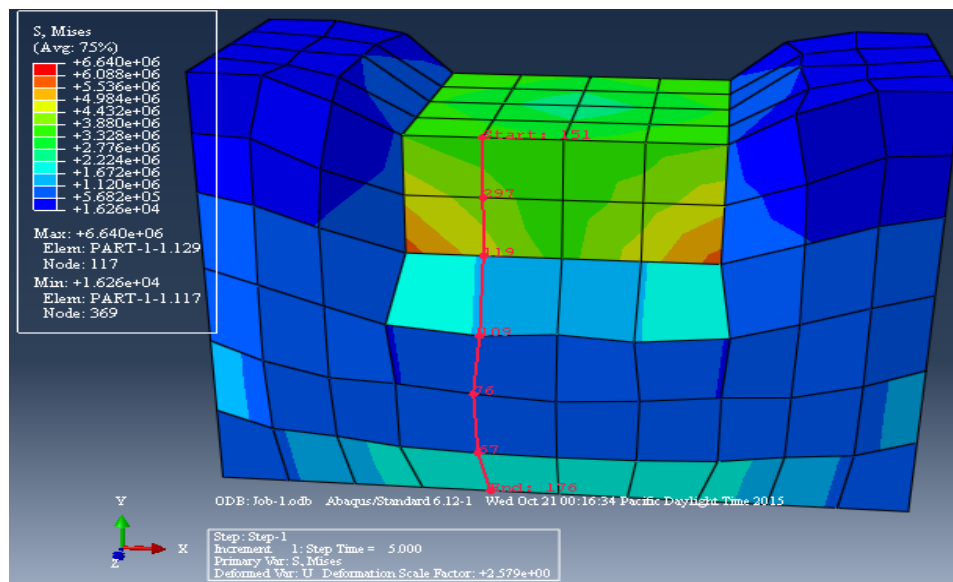 S, Mises
(Avg: 75%)
+6.640e+06
+6.088e+06
+5.536e+06
+4.984e+06
+4.432e+06
+3.880e+06
+3.328e+06
+2.776e+06
+2.224e+06
+1.672e+06
+1.120e+06
+5.682e+05
+1.626e+04
Max: +6.640e+06
Elem: PART-1-1.129
Node: 117
Min: +1.626e+04
Elem: PART-1-1.117
Node: 369
Start: 151
297
119
109
76
67
End: 176
ODB: Job-1.odb Abaqus/Standard 6.12-1 Wed Oct 21 00:16:34 Pacific Daylight Time 2015
Y
X
Z
Step: Step-1
Increment 1: Step Time = 5.000
Primary Var: S, Mises
Deformed Var: U Deformation Scale Factor: +2.579e+00